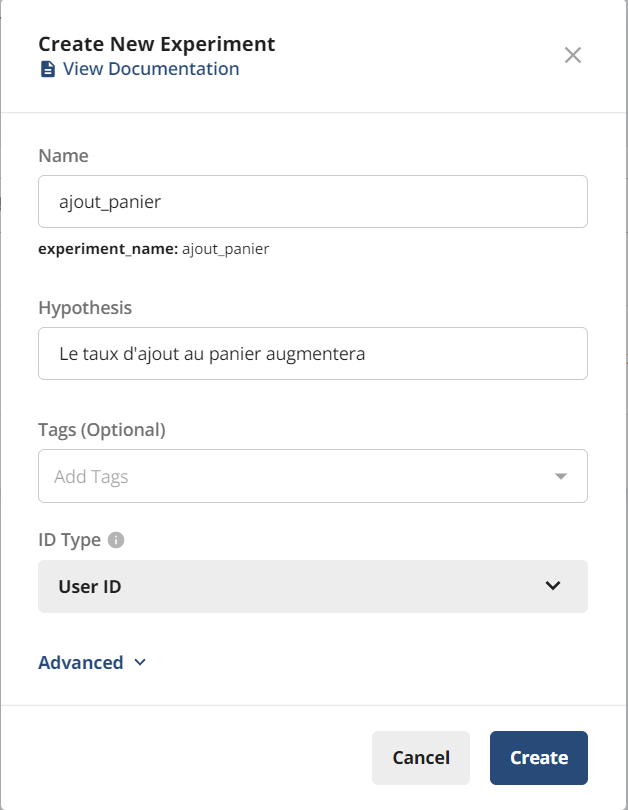 Create New Experiment
View Documentation
Name
ajout_panier
experiment_name: ajout_panier
Hypothesis
Le taux d'ajout au panier augmentera
Tags (Optional)
Add Tags
ID Type
User ID
Advanced
Cancel
Create